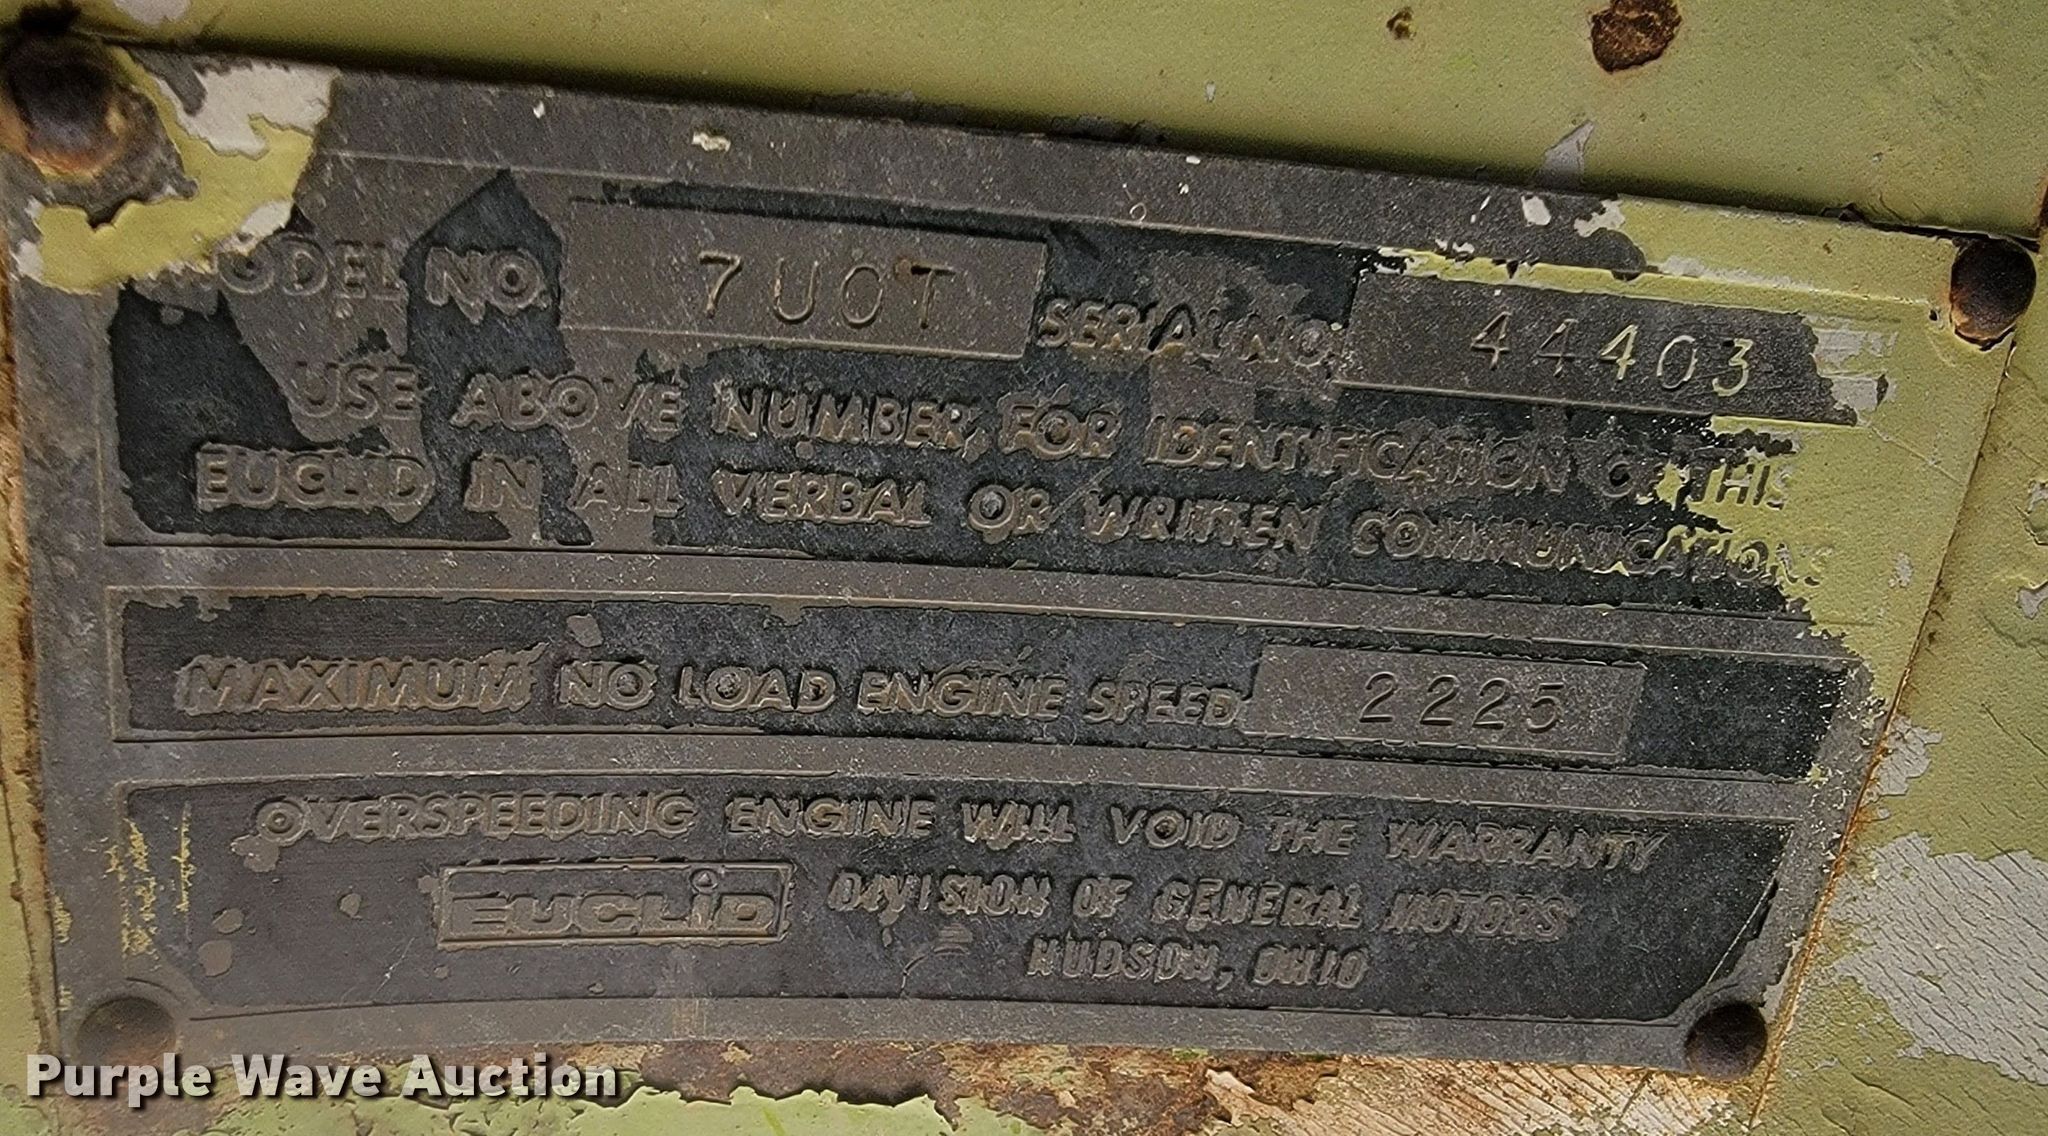 MODEL NO. 7UOT SERIAL NO. 44403
USE ABOVE NUMBER, FOR IDENTIFICATION OF THIS
EUCLID IN ALL VERBAL OR WRITTEN COMMUNICATIONS
MAXIMUM NO LOAD ENGINE SPEED 2225
OVERSPEEDING ENGINE WILL VOID THE WARRANTY
EUCLiD DIVISION OF GENERAL MOTORS
HUDSON, OHIO
Purple Wave Auction